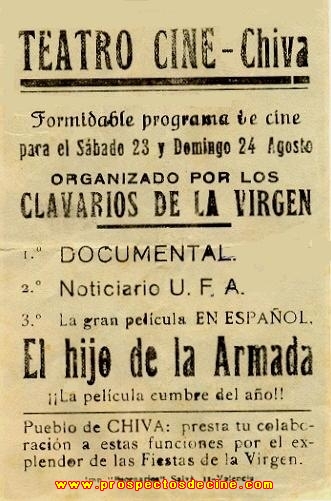 TEATRO CINE - Chiva
Formidable programa de cine
para el Sábado 23 y Domingo 24 Agosto
ORGANIZADO POR LOS
CLAVARIOS DE LA VIRGEN
1.º DOCUMENTAL.
2.º Noticiario U. F. A.
3.º La gran película EN ESPAÑOL,
El hijo de la Armada
¡¡La película cumbre del año!!
Pueblo de CHIVA: presta tu colabo-
ración a estas funciones por el ex-
plendor de las Fiestas de la Virgen.
www.prospectosdecine.com